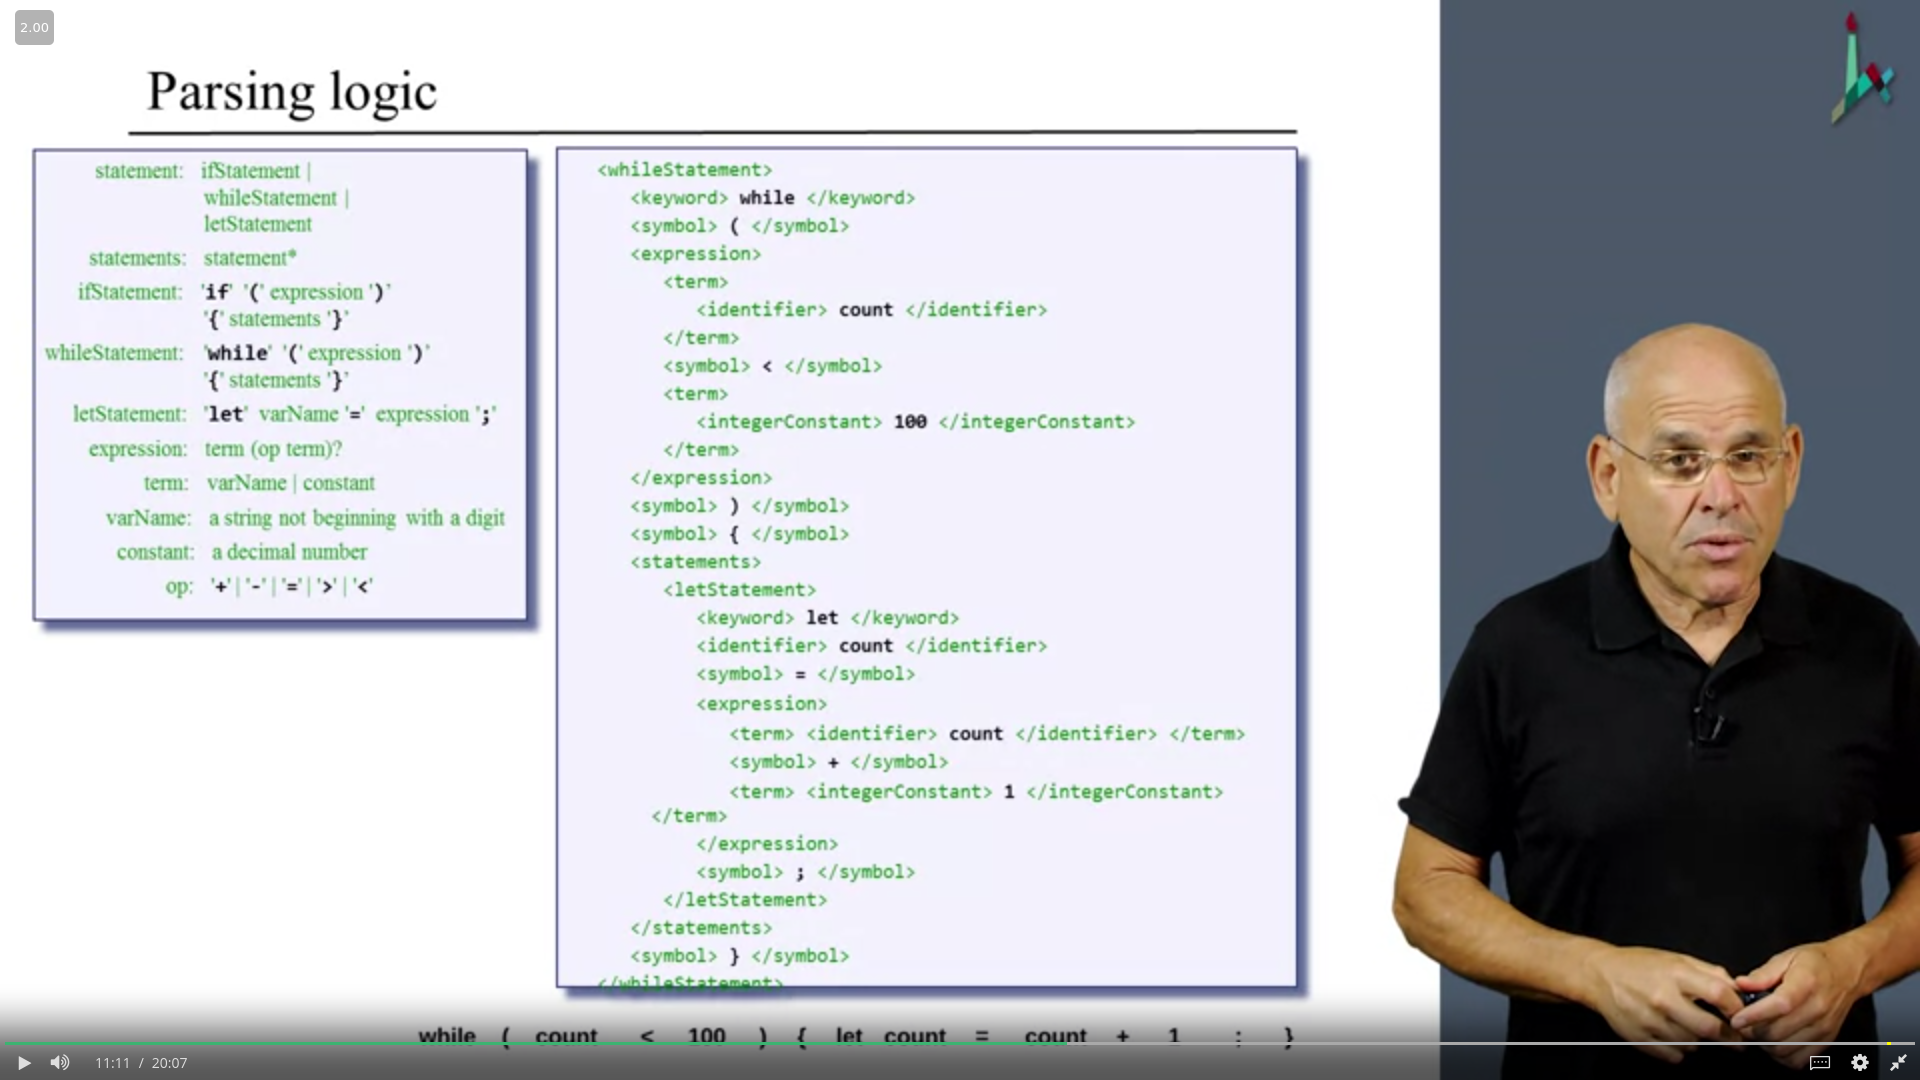 2.00
Parsing logic
statement: ifStatement |
whileStatement |
letStatement
statements: statement*
ifStatement: 'if' '(' expression ')'
'{' statements '}'
whileStatement: 'while' '(' expression ')'
'{' statements '}'
letStatement: 'let' varName '=' expression ';'
expression: term (op term)?
term: varName | constant
varName: a string not beginning with a digit
constant: a decimal number
op: '+' | '-' | '=' | '>' | '<'
<whileStatement>
<keyword> while </keyword>
<symbol> ( </symbol>
<expression>
<term>
<identifier> count </identifier>
</term>
<symbol> < </symbol>
<term>
<integerConstant> 100 </integerConstant>
</term>
</expression>
<symbol> ) </symbol>
<symbol> { </symbol>
<statements>
<letStatement>
<keyword> let </keyword>
<identifier> count </identifier>
<symbol> = </symbol>
<expression>
<term> <identifier> count </identifier> </term>
<symbol> + </symbol>
<term> <integerConstant> 1 </integerConstant>
</term>
</expression>
<symbol> ; </symbol>
</letStatement>
</statements>
<symbol> } </symbol>
</whileStatement>
while ( count < 100 ) { let count = count + 1 ; }
11:11 / 20:07